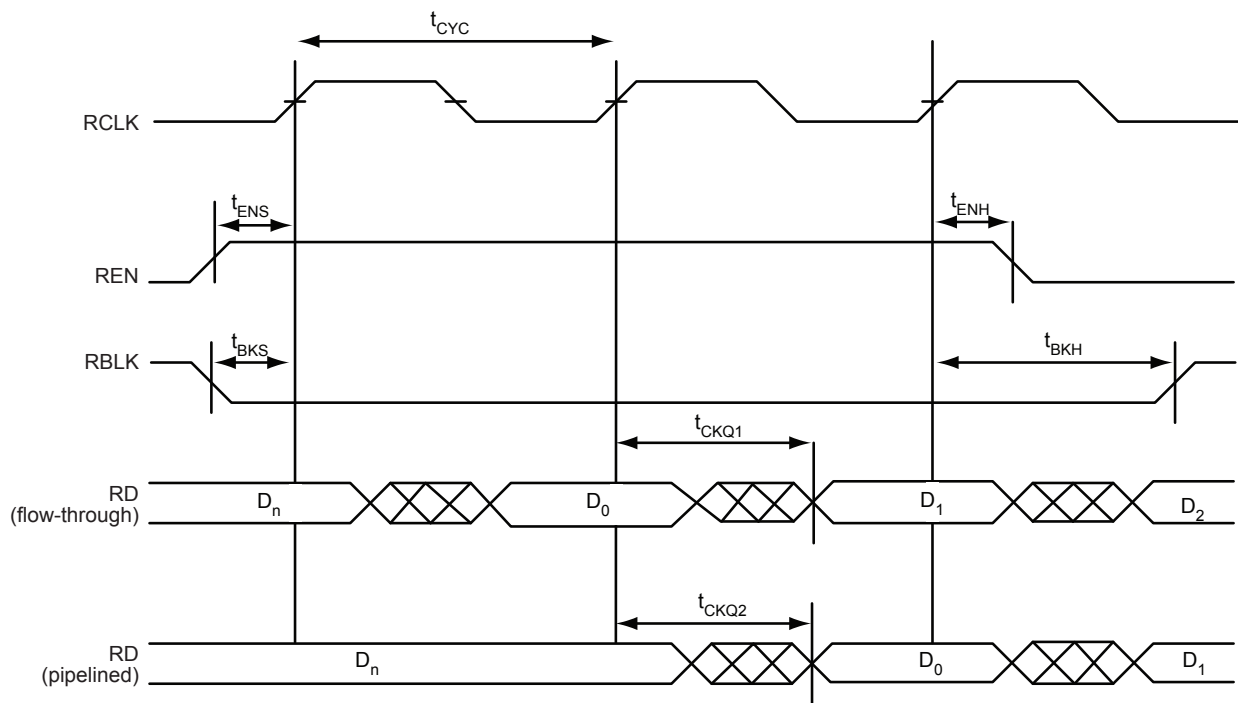 tCYC
RCLK
tENS
tENH
REN
tBKS
tBKH
RBLK
tCKQ1
RD
(flow-through)
Dn
D0
D1
D2
tCKQ2
RD
(pipelined)
Dn
D0
D1